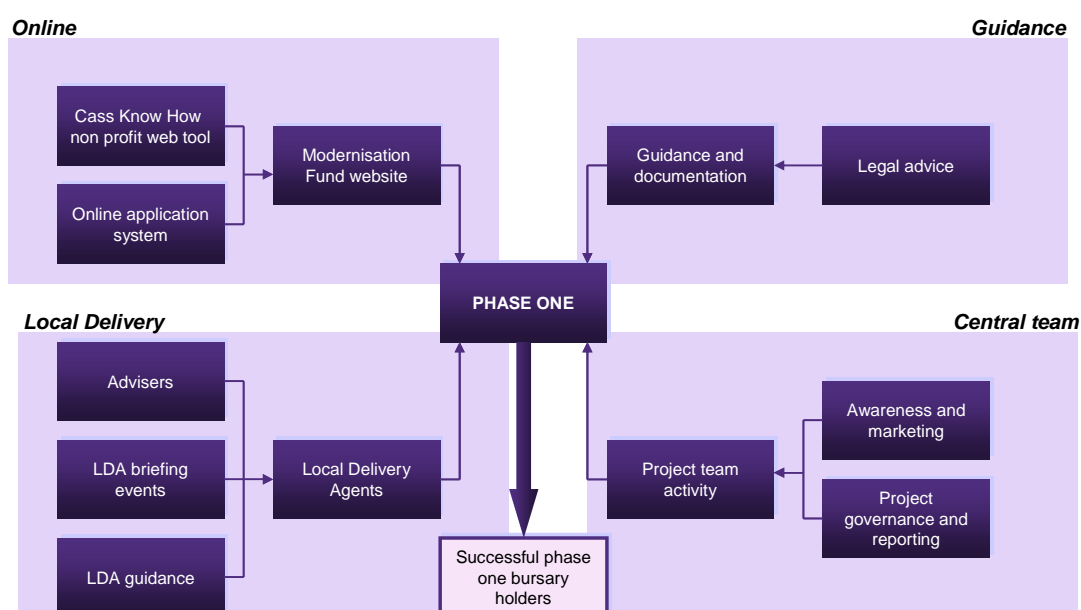 Online
Guidance
Cass Know How
non profit web tool
Online application
system
Modernisation
Fund website
Guidance and
documentation
Legal advice
PHASE ONE
Local Delivery
Central team
Advisers
LDA briefing
events
LDA guidance
Local Delivery
Agents
Project team
activity
Awareness and
marketing
Project
governance and
reporting
Successful phase
one bursary
holders